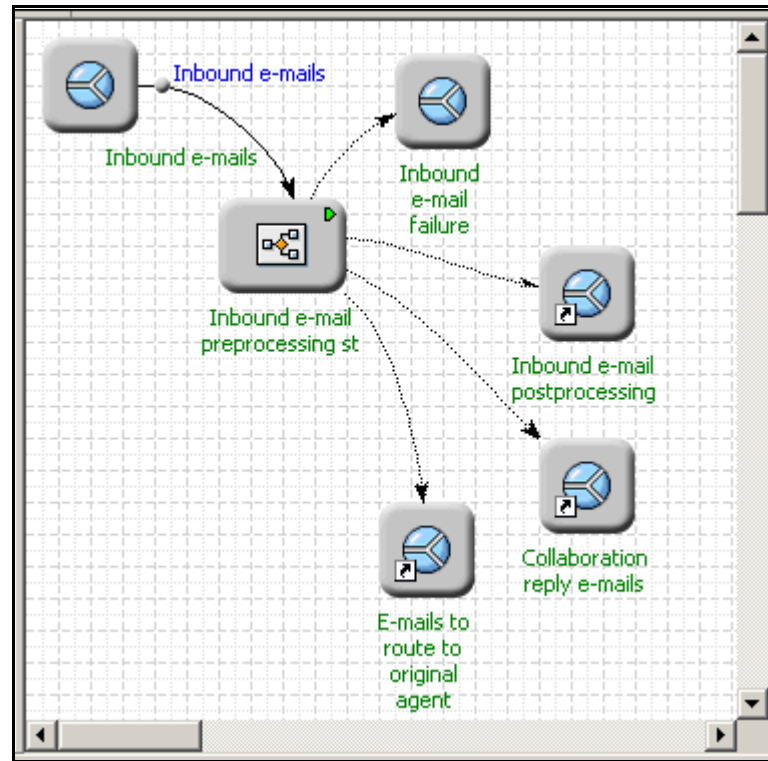 Inbound e-mails
Inbound e-mails
Inbound
e-mail
failure
Inbound e-mail
preprocessing st
Inbound e-mail
postprocessing
Collaboration
reply e-mails
E-mails to
route to
original
agent